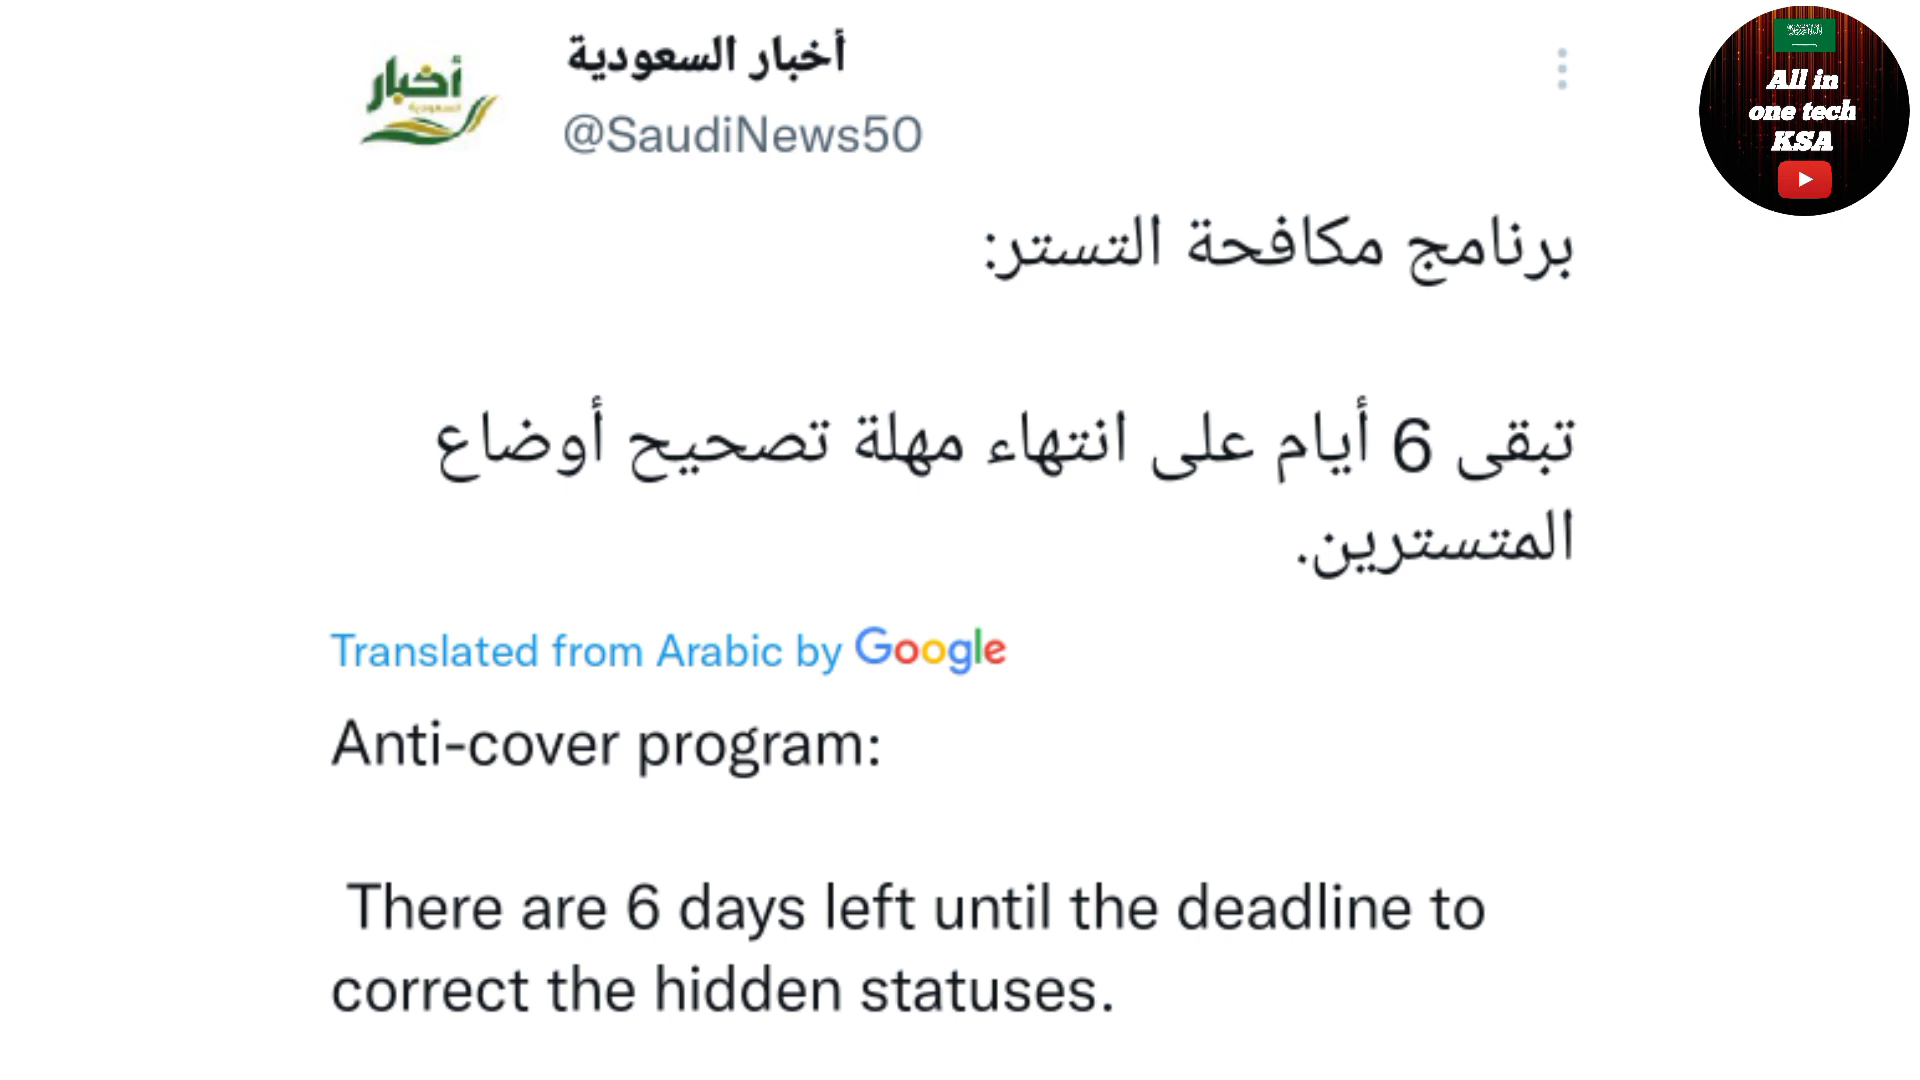 أخبار السعودية
@SaudiNews50
أخبار
السعودية
All in
one tech
KSA
برنامج مكافحة التستر:
تبقى 6 أيام على انتهاء مهلة تصحيح أوضاع
المتسترين.
Translated from Arabic by Google
Anti-cover program:
There are 6 days left until the deadline to
correct the hidden statuses.